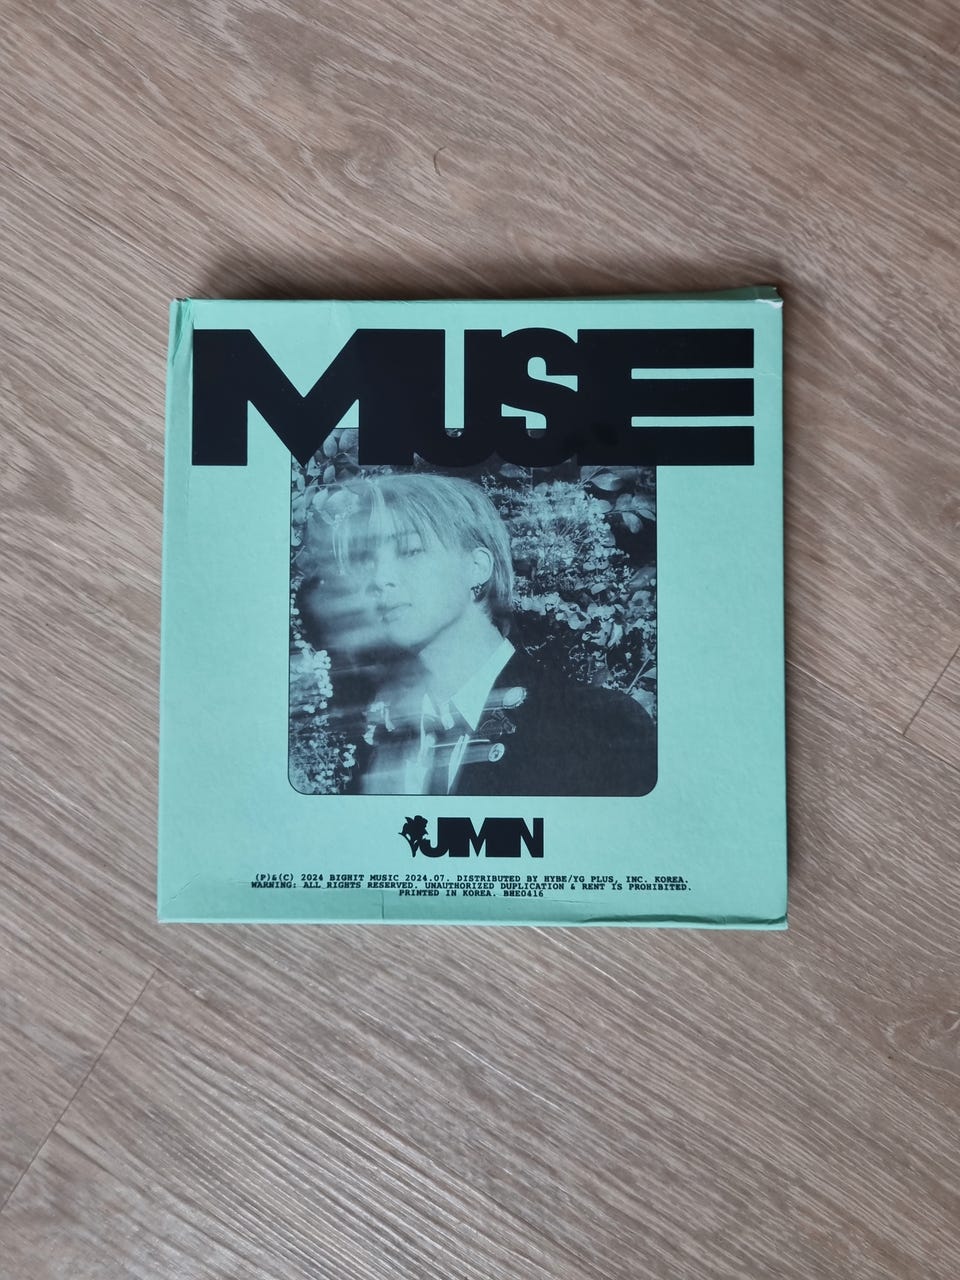 MUSE
JIMIN
(P)&(C) 2024 BIGHIT MUSIC 2024.07. DISTRIBUTED BY HYBE/YG PLUS, INC. KOREA.
WARNING: ALL RIGHTS RESERVED. UNAUTHORIZED DUPLICATION & RENT IS PROHIBITED.
PRINTED IN KOREA. BHE0416